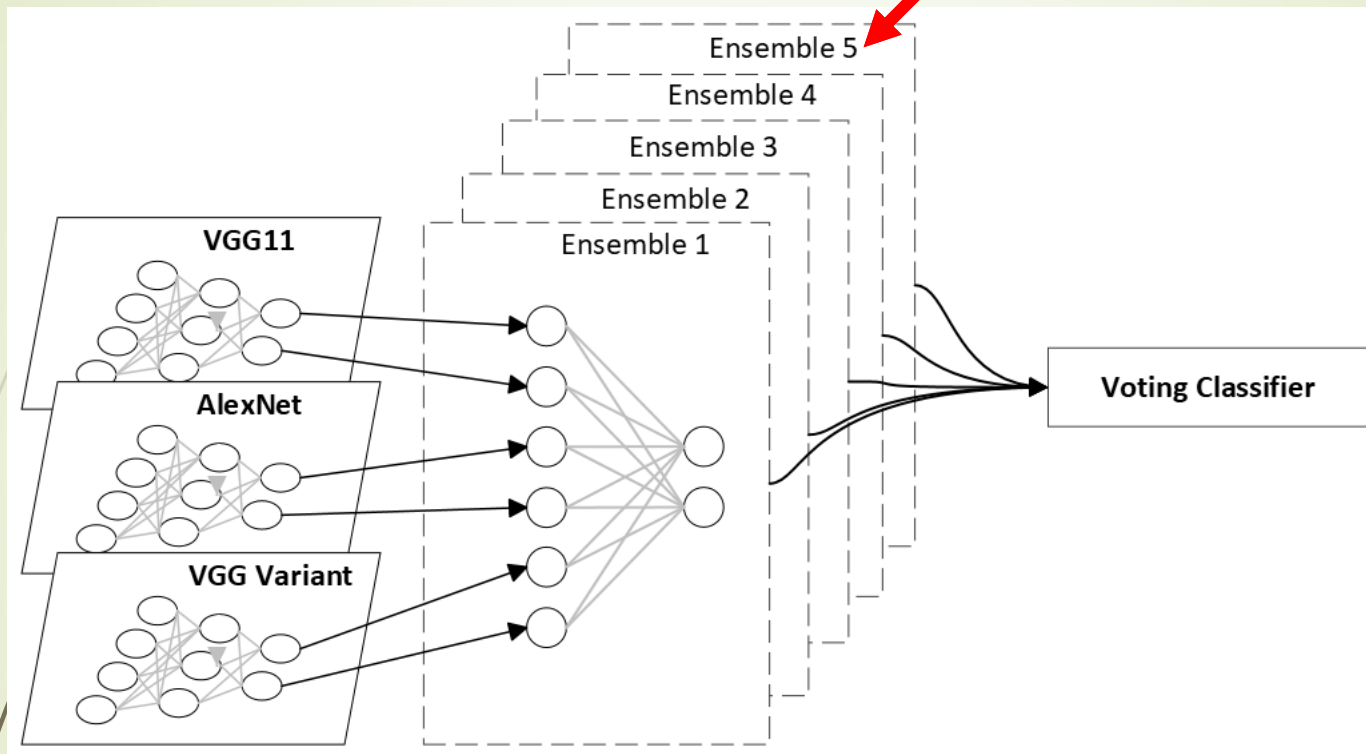 Ensemble 5
Ensemble 4
Ensemble 3
Ensemble 2
Ensemble 1
VGG11
AlexNet
VGG Variant
Voting Classifier